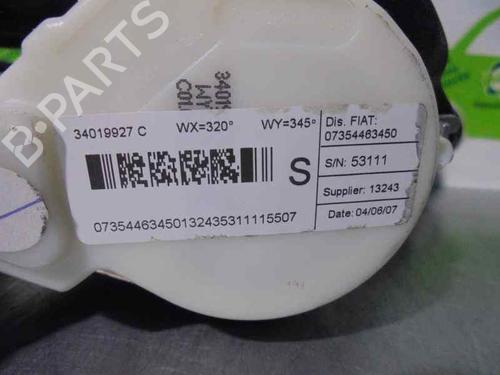 B-PARTS
34019927 C WX=320° WY=345°
S
07354463450132435311115507
Dis. FIAT:
07354463450
S/N: 53111
Supplier: 13243
Date: 04/06/07